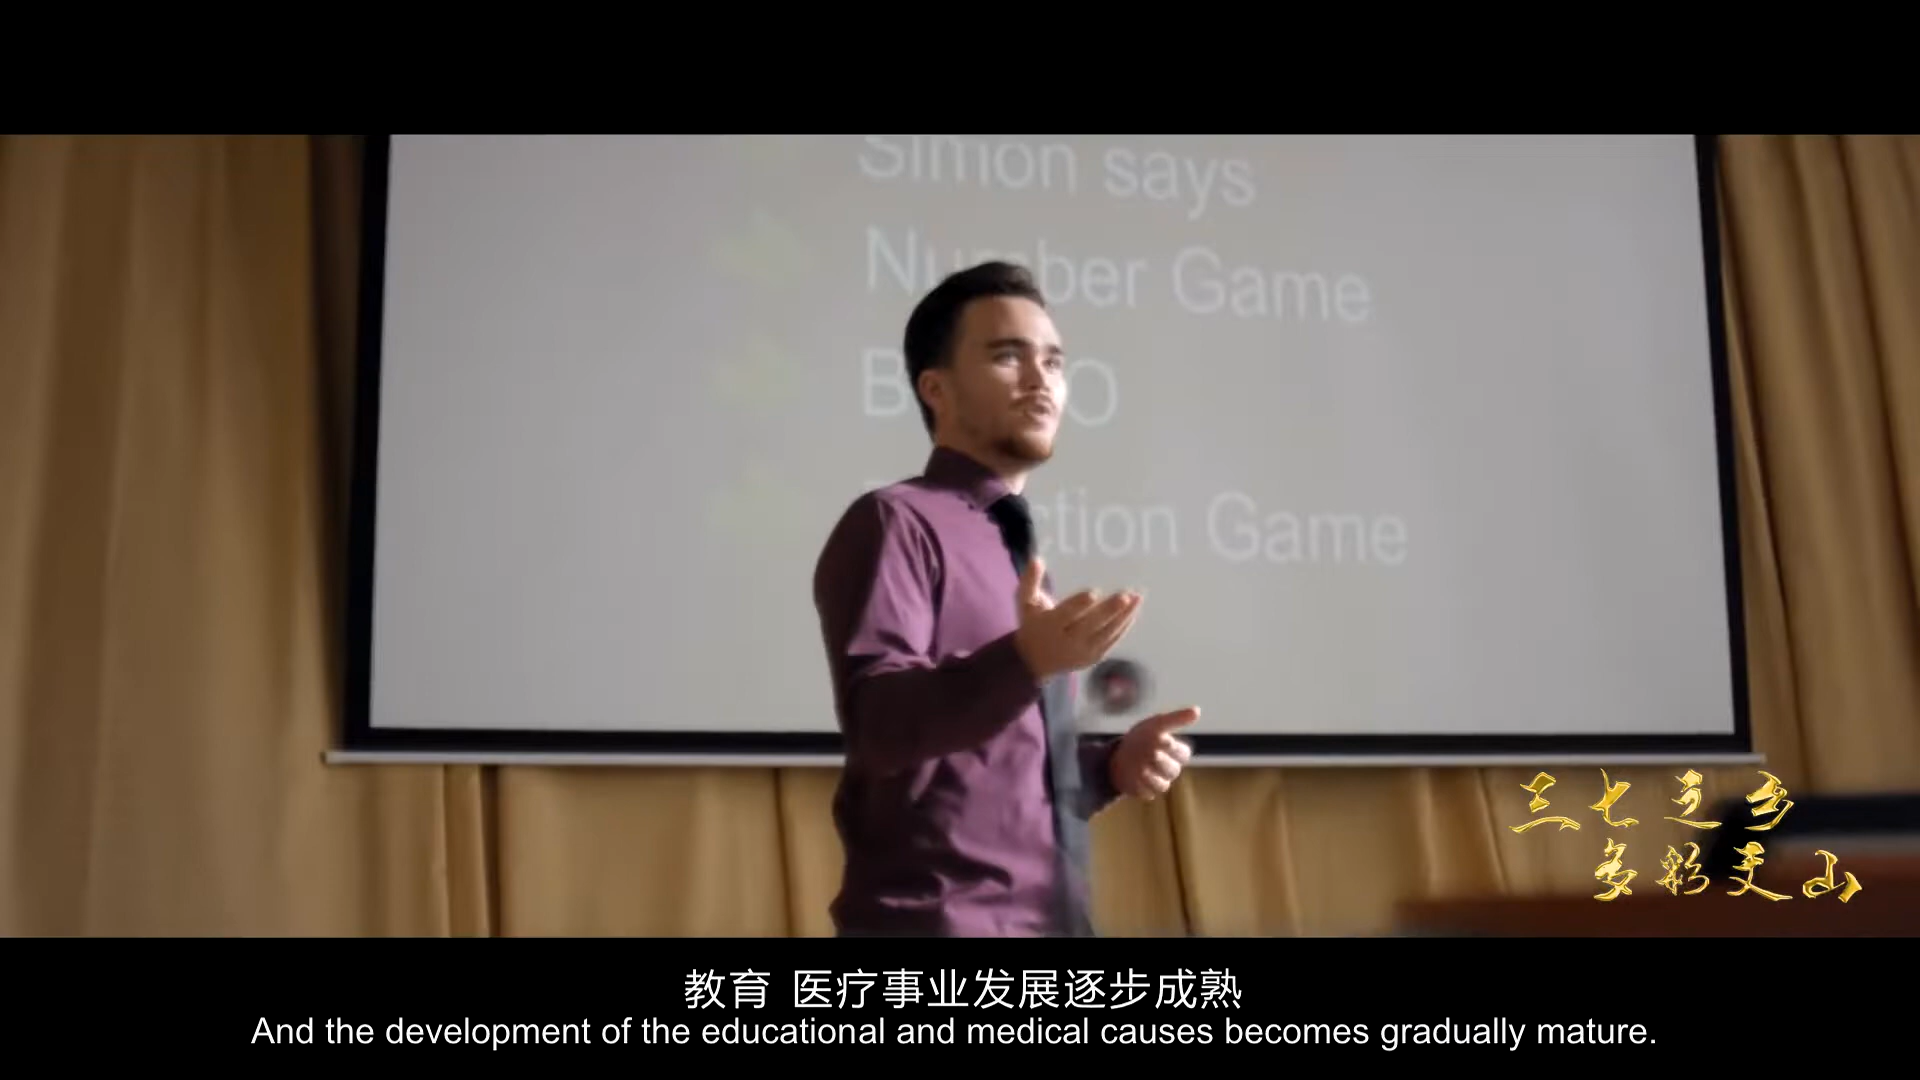 Simon says
Number Game
Game
三七之乡
多彩文山
教育 医疗事业发展逐步成熟
And the development of the educational and medical causes becomes gradually mature.